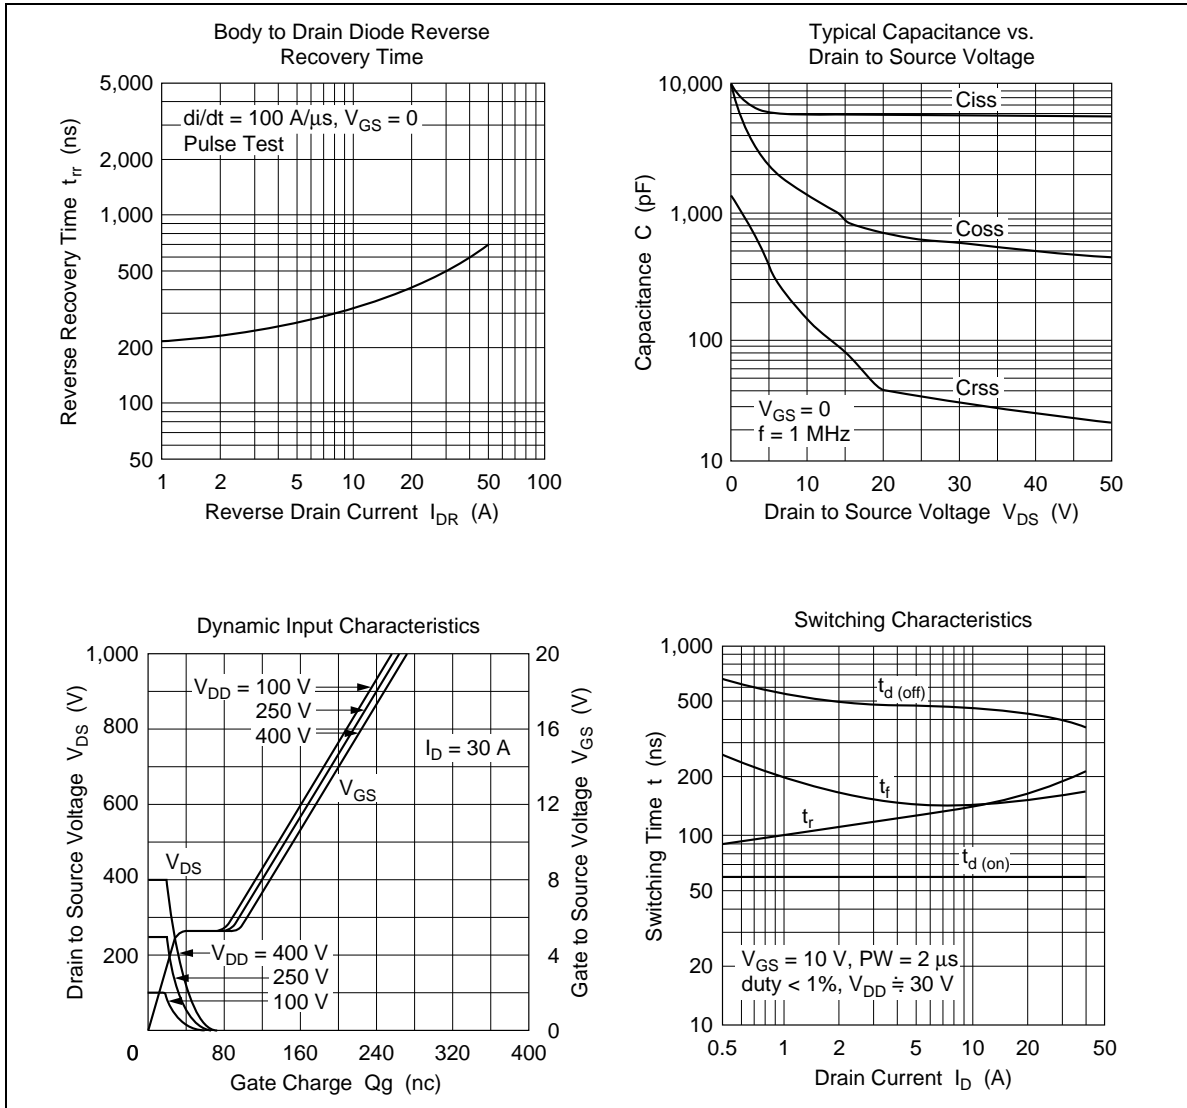 Body to Drain Diode Reverse
Recovery Time
5,000
2,000
1,000
500
200
100
50
Reverse Recovery Time trr (ns)
di/dt = 100 A/μs, VGS = 0
Pulse Test
1 2 5 10 20 50 100
Reverse Drain Current IDR (A)
Typical Capacitance vs.
Drain to Source Voltage
10,000
1,000
100
10
Capacitance C (pF)
Ciss
Coss
Crss
VGS = 0
f = 1 MHz
0 10 20 30 40 50
Drain to Source Voltage VDS (V)
Dynamic Input Characteristics
1,000
800
600
400
200
0
Drain to Source Voltage VDS (V)
VDD = 100 V
250 V
400 V
ID = 30 A
VGS
VDS
VDD = 400 V
250 V
100 V
20
16
12
8
4
0
Gate to Source Voltage VGS (V)
0 80 160 240 320 400
Gate Charge Qg (nc)
Switching Characteristics
1,000
500
200
100
50
20
10
Switching Time t (ns)
td (off)
tf
tr
td (on)
VGS = 10 V, PW = 2 μs
duty < 1%, VDD ≒ 30 V
0.5 1 2 5 10 20 50
Drain Current ID (A)